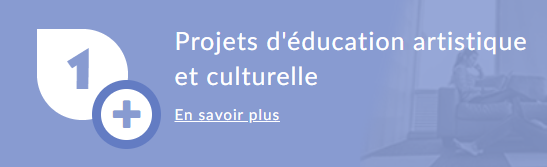 1
Projets d'éducation artistique
et culturelle
En savoir plus